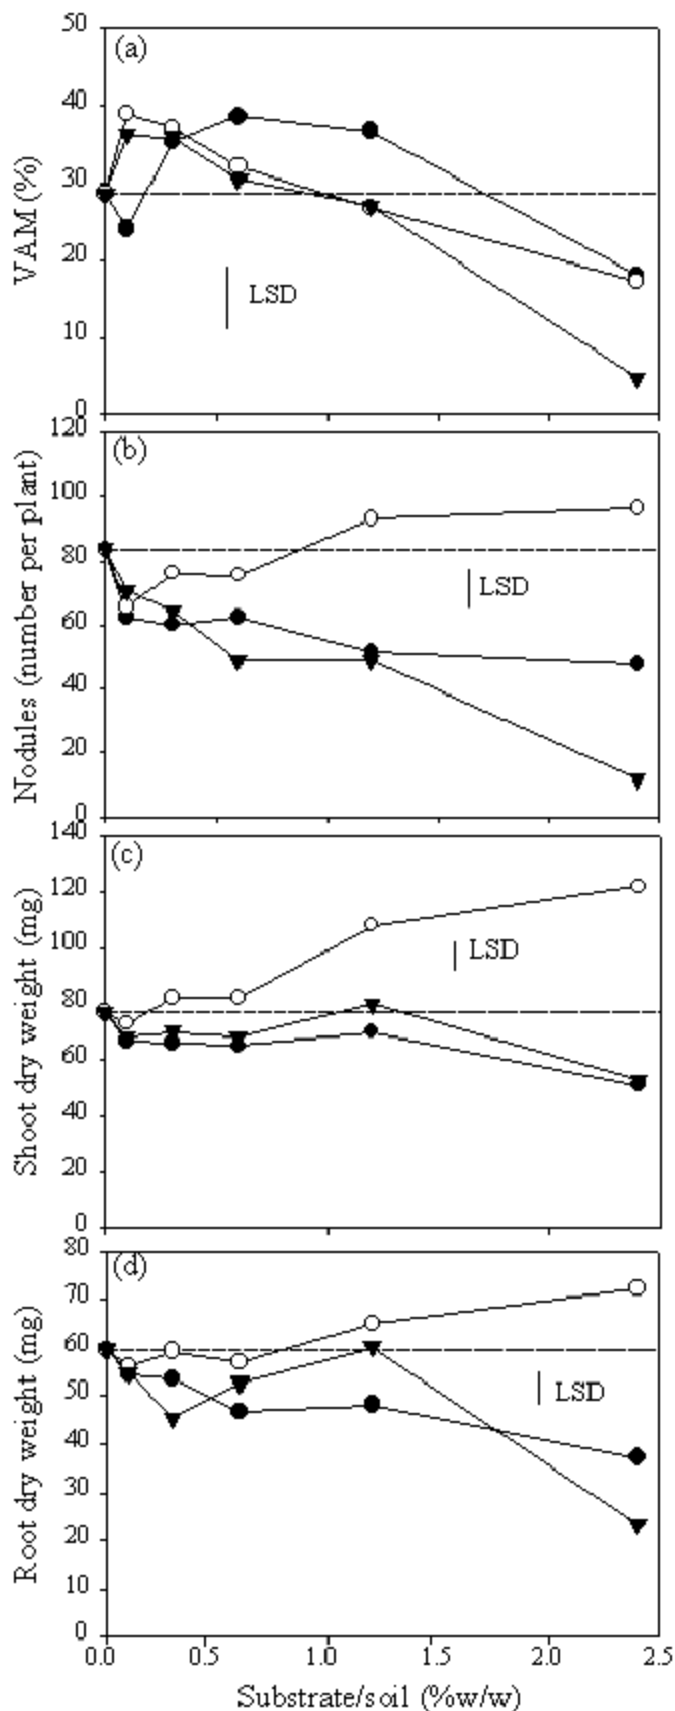 50
(a)
40
30
20
10
0
VAM (%)
LSD
120
(b)
100
80
60
40
20
0
Nodules (number per plant)
LSD
140
(c)
120
100
80
60
40
20
0
Shoot dry weight (mg)
LSD
80
(d)
70
60
50
40
30
20
10
0
Root dry weight (mg)
LSD
0.0 0.5 1.0 1.5 2.0 2.5
Substrate/soil (%w/w)